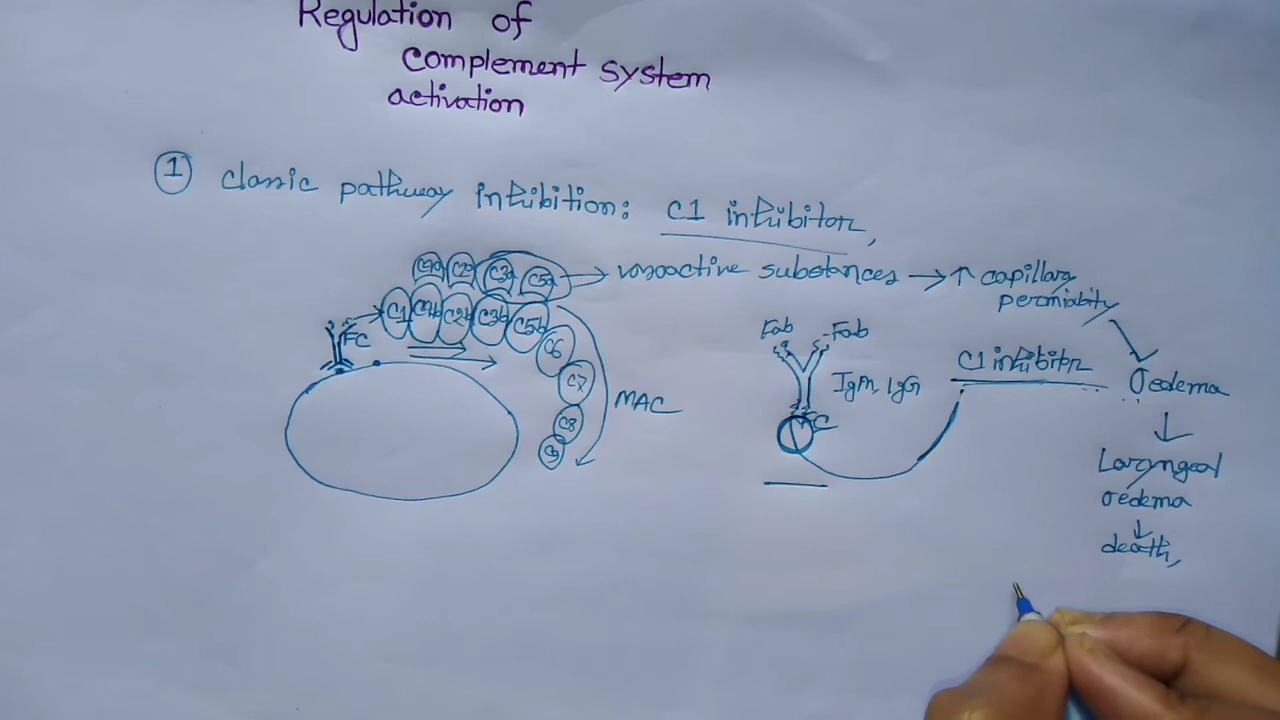 Regulation of
complement system
activation
① classic pathway inhibition: C1 inhibitor,
C4a C2a C3a C5a → vasoactive substances → ↑ capillary
permiability
FC C1 C4b C2b C3b C5b
C6
C7
C8
C9
MAC
Fab Fab
IgM, IgG
FC
C1 inhibitor
Oedema
↓
Laryngeal
oedema
↓
death,